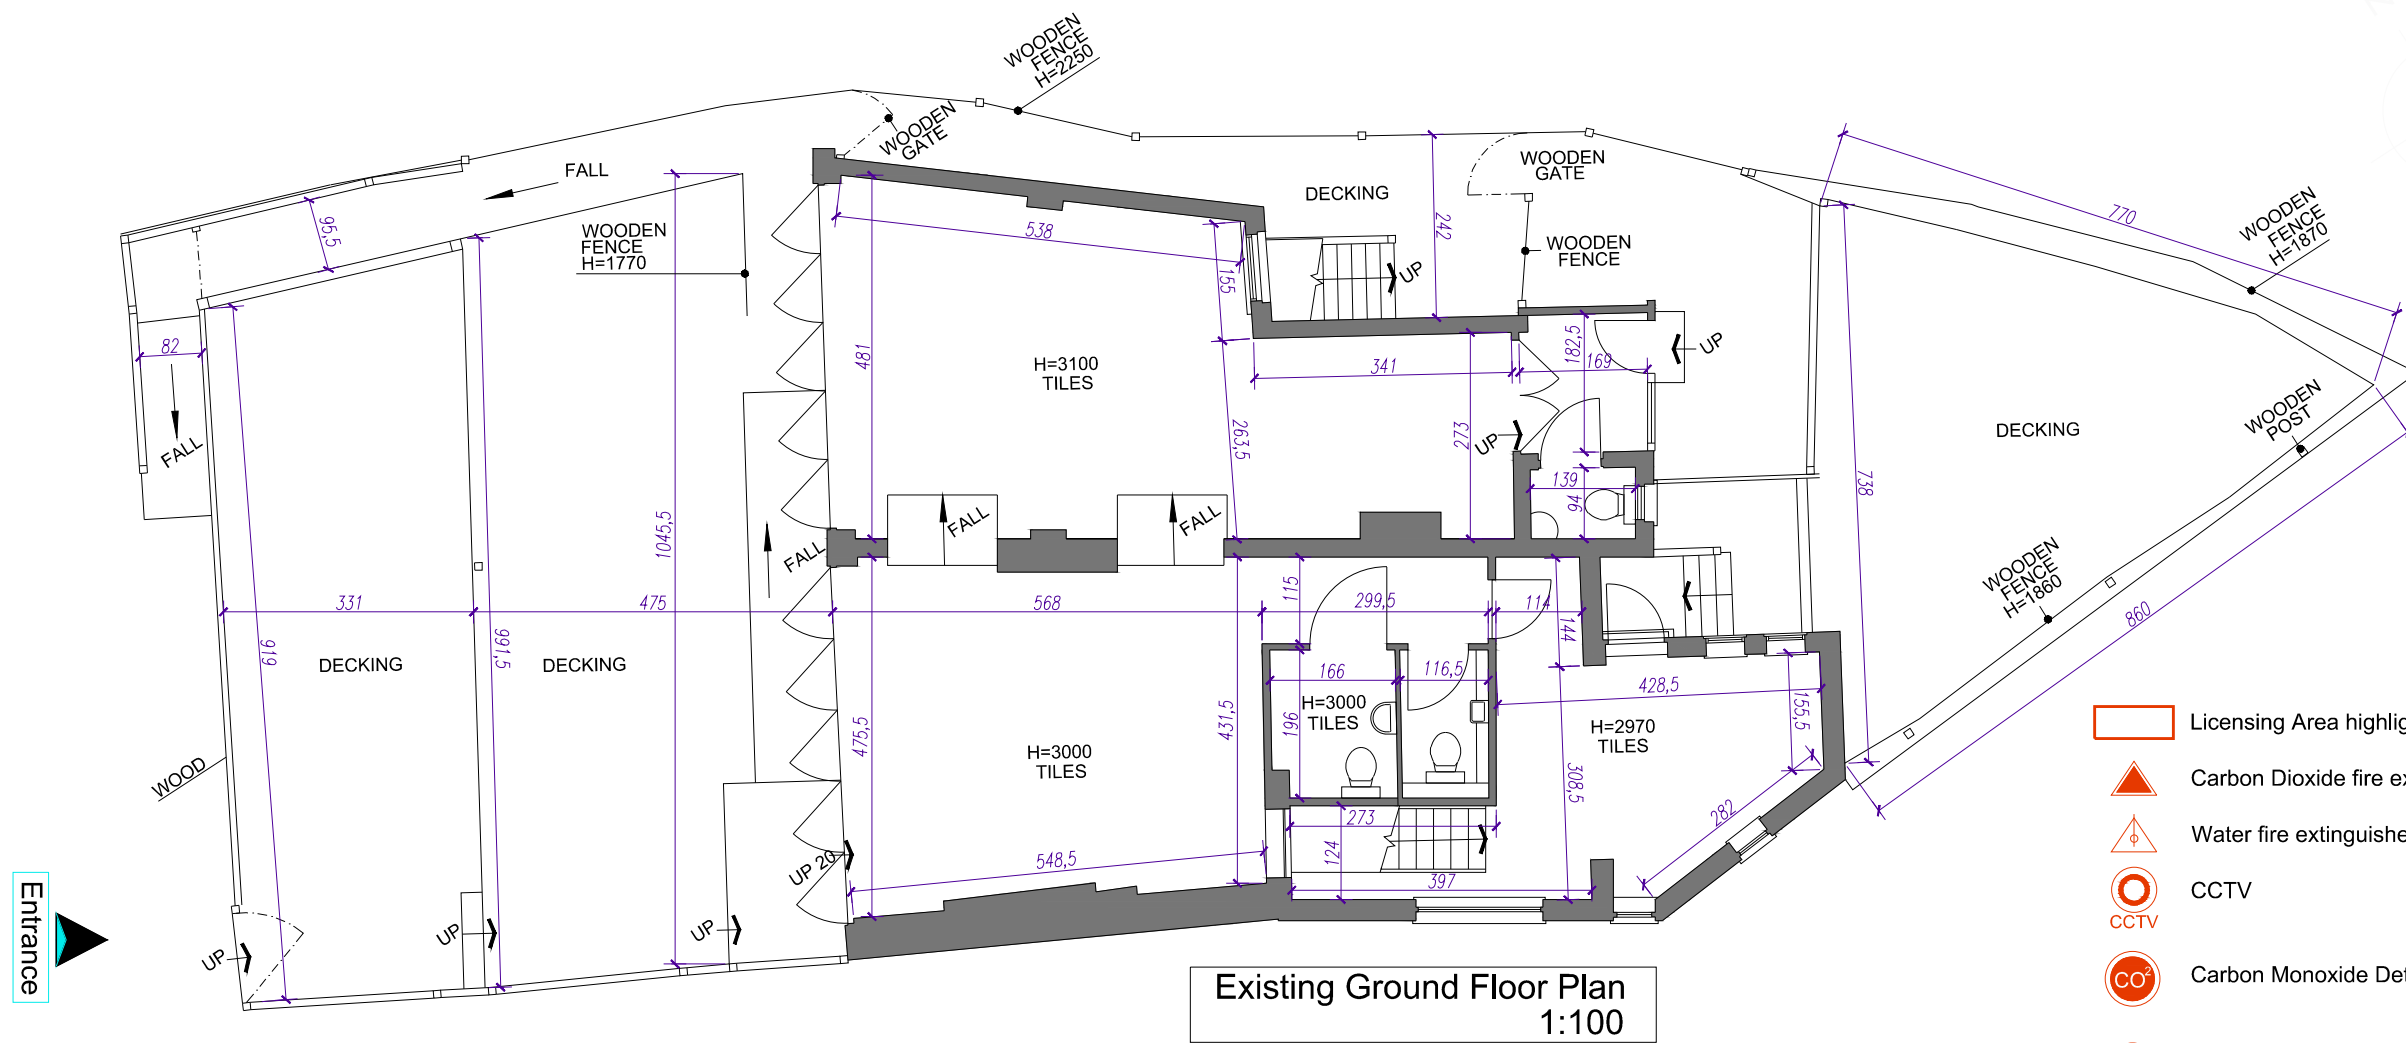 WOODEN
FENCE
H=2250
WOODEN
GATE
FALL
95,5
WOODEN
FENCE
H=1770
538
155
DECKING
242
WOODEN
GATE
WOODEN
FENCE
UP
770
WOODEN
FENCE
H=1870
82
FALL
481
H=3100
TILES
341
182,5
169
UP
263,5
273
UP
DECKING
WOODEN
POST
738
139
94
1045,5
FALL
FALL
FALL
331
475
568
115
299,5
114
144
WOODEN
FENCE
H=1860
860
919
DECKING
991,5
DECKING
166
116,5
428,5
155,5
H=3000
TILES
196
H=2970
TILES
475,5
431,5
H=3000
TILES
308,5
WOOD
282
273
124
UP 20
548,5
397
UP
UP
UP
Entrance
Existing Ground Floor Plan
1:100
Licensing Area highlig
Carbon Dioxide fire ex
Water fire extinguishe
CCTV
CCTV
CO2
Carbon Monoxide Det